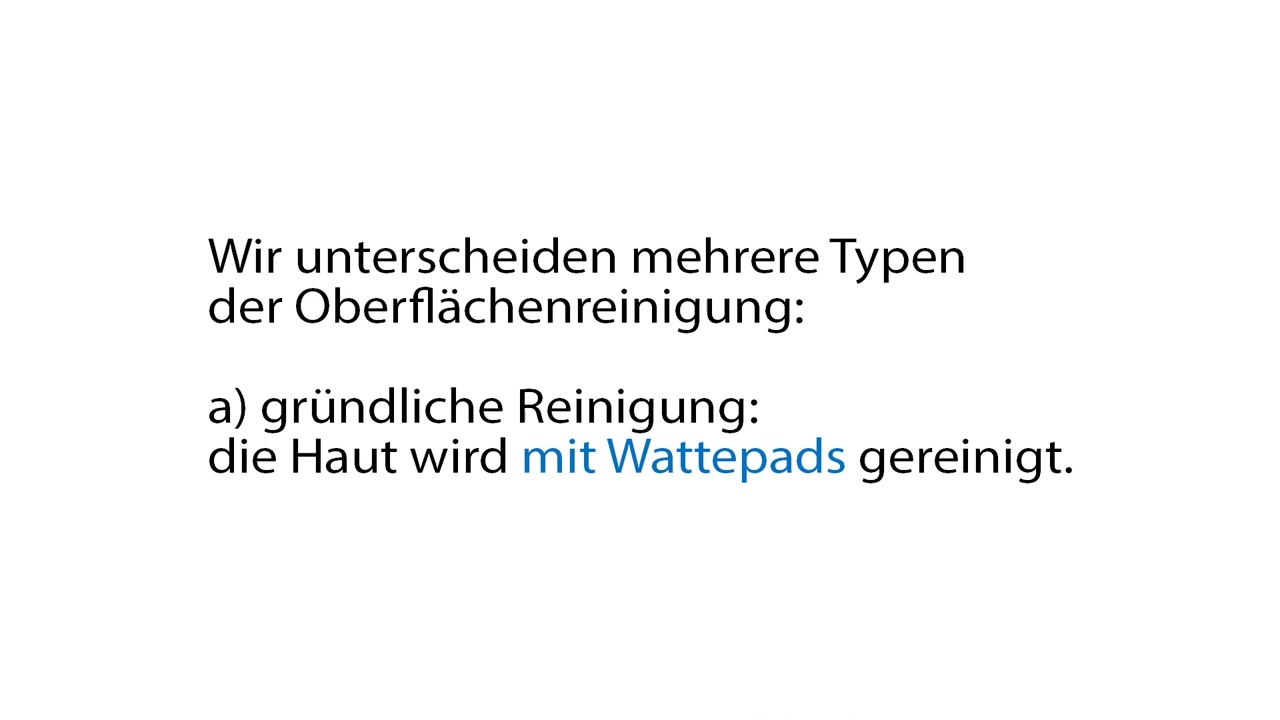 Wir unterscheiden mehrere Typen
der Oberflächenreinigung:
a) gründliche Reinigung:
die Haut wird mit Wattepads gereinigt.